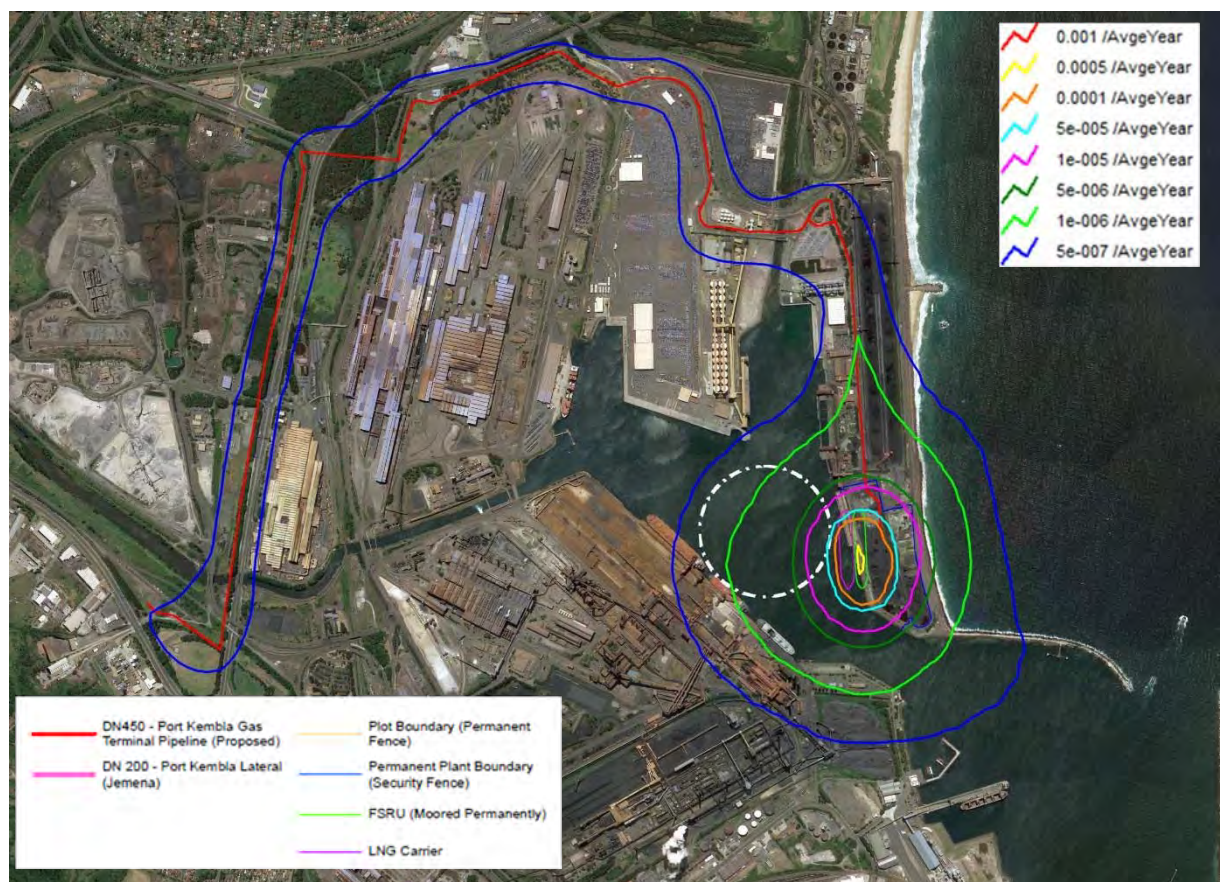 0.001 /AvgeYear
0.0005 /AvgeYear
0.0001 /AvgeYear
5e-005 /AvgeYear
1e-005 /AvgeYear
5e-006 /AvgeYear
1e-006 /AvgeYear
5e-007 /AvgeYear
DN450 - Port Kembla Gas
Terminal Pipeline (Proposed)
DN 200 - Port Kembla Lateral
(Jemena)
Plot Boundary (Permanent
Fence)
Permanent Plant Boundary
(Security Fence)
FSRU (Moored Permanently)
LNG Carrier